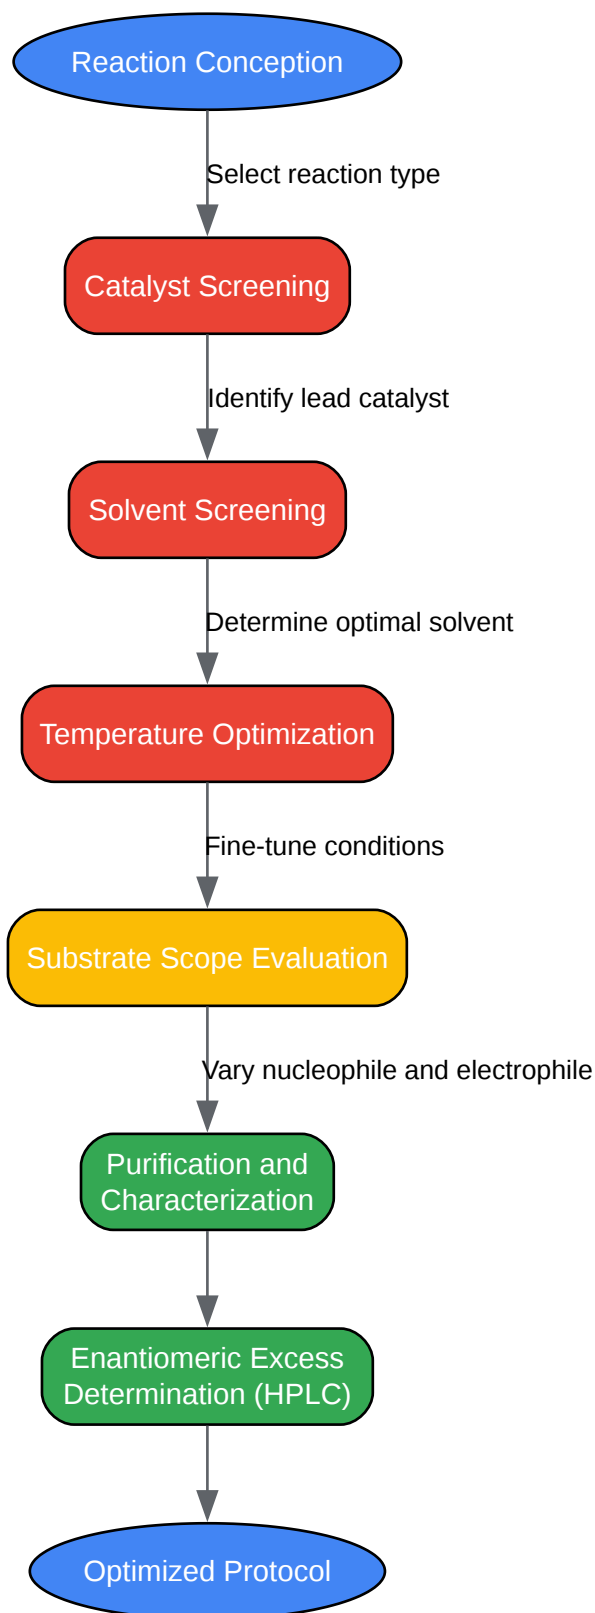 Reaction Conception
Select reaction type
Catalyst Screening
Identify lead catalyst
Solvent Screening
Determine optimal solvent
Temperature Optimization
Fine-tune conditions
Substrate Scope Evaluation
Vary nucleophile and electrophile
Purification and
Characterization
Enantiomeric Excess
Determination (HPLC)
Optimized Protocol